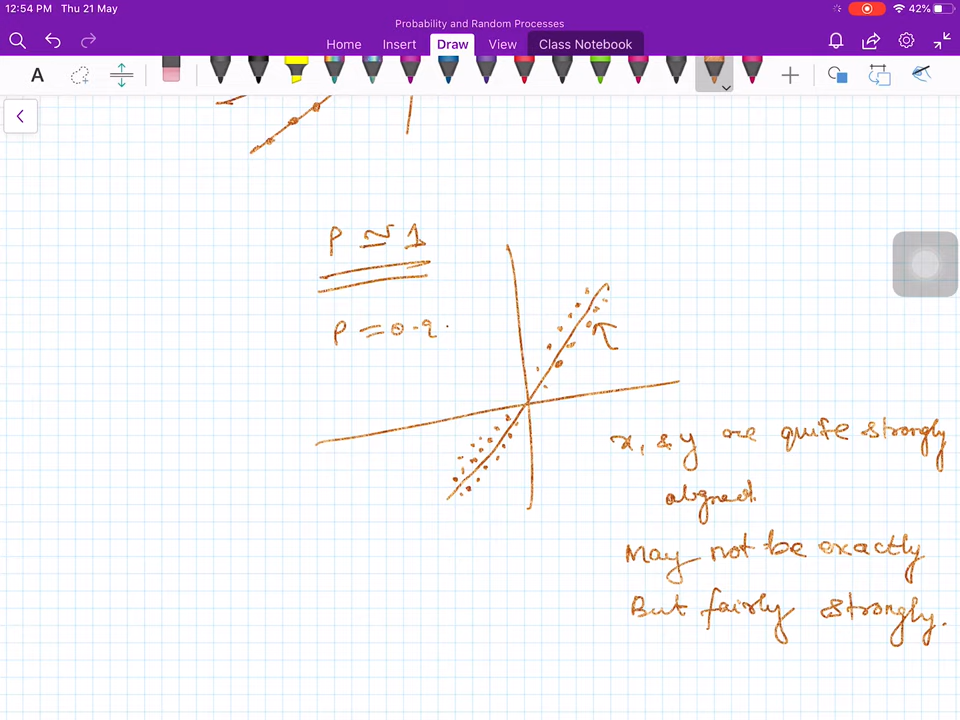 12:54 PM Thu 21 May
42%
Probability and Random Processes
Home Insert Draw View Class Notebook
A
ρ ≃ 1
ρ = 0.9
x, & y are quite strongly
aligned.
May not be exactly
But fairly strongly.